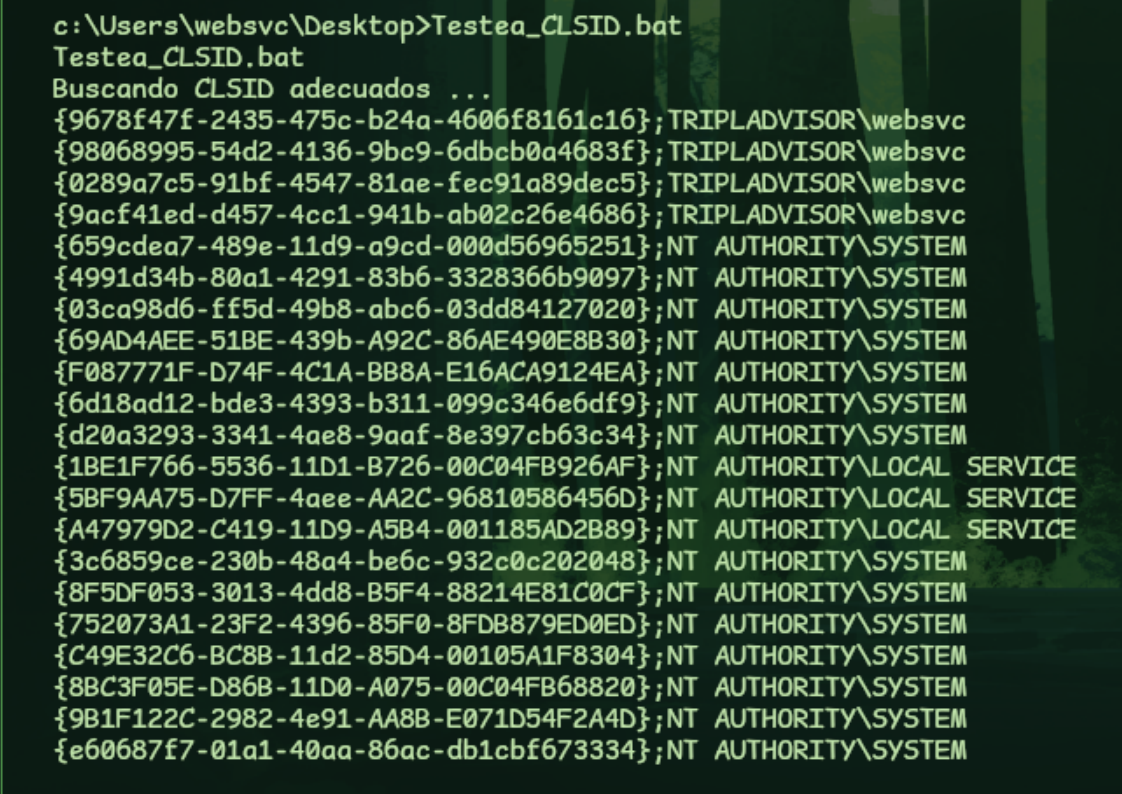 c:\Users\websvc\Desktop>Testea_CLSID.bat
Testea_CLSID.bat
Buscando CLSID adecuados ...
{9678f47f-2435-475c-b24a-4606f8161c16};TRIPLADVISOR\websvc
{98068995-54d2-4136-9bc9-6dbcb0a4683f};TRIPLADVISOR\websvc
{0289a7c5-91bf-4547-81ae-fec91a89dec5};TRIPLADVISOR\websvc
{9acf41ed-d457-4cc1-941b-ab02c26e4686};TRIPLADVISOR\websvc
{659cdea7-489e-11d9-a9cd-000d56965251};NT AUTHORITY\SYSTEM
{4991d34b-80a1-4291-83b6-3328366b9097};NT AUTHORITY\SYSTEM
{03ca98d6-ff5d-49b8-abc6-03dd84127020};NT AUTHORITY\SYSTEM
{69AD4AEE-51BE-439b-A92C-86AE490E8B30};NT AUTHORITY\SYSTEM
{F087771F-D74F-4C1A-BB8A-E16ACA9124EA};NT AUTHORITY\SYSTEM
{6d18ad12-bde3-4393-b311-099c346e6df9};NT AUTHORITY\SYSTEM
{d20a3293-3341-4ae8-9aaf-8e397cb63c34};NT AUTHORITY\SYSTEM
{1BE1F766-5536-11D1-B726-00C04FB926AF};NT AUTHORITY\LOCAL SERVICE
{5BF9AA75-D7FF-4aee-AA2C-96810586456D};NT AUTHORITY\LOCAL SERVICE
{A47979D2-C419-11D9-A5B4-001185AD2B89};NT AUTHORITY\LOCAL SERVICE
{3c6859ce-230b-48a4-be6c-932c0c202048};NT AUTHORITY\SYSTEM
{8F5DF053-3013-4dd8-B5F4-88214E81C0CF};NT AUTHORITY\SYSTEM
{752073A1-23F2-4396-85F0-8FDB879ED0ED};NT AUTHORITY\SYSTEM
{C49E32C6-BC8B-11d2-85D4-00105A1F8304};NT AUTHORITY\SYSTEM
{8BC3F05E-D86B-11D0-A075-00C04FB68820};NT AUTHORITY\SYSTEM
{9B1F122C-2982-4e91-AA8B-E071D54F2A4D};NT AUTHORITY\SYSTEM
{e60687f7-01a1-40aa-86ac-db1cbf673334};NT AUTHORITY\SYSTEM